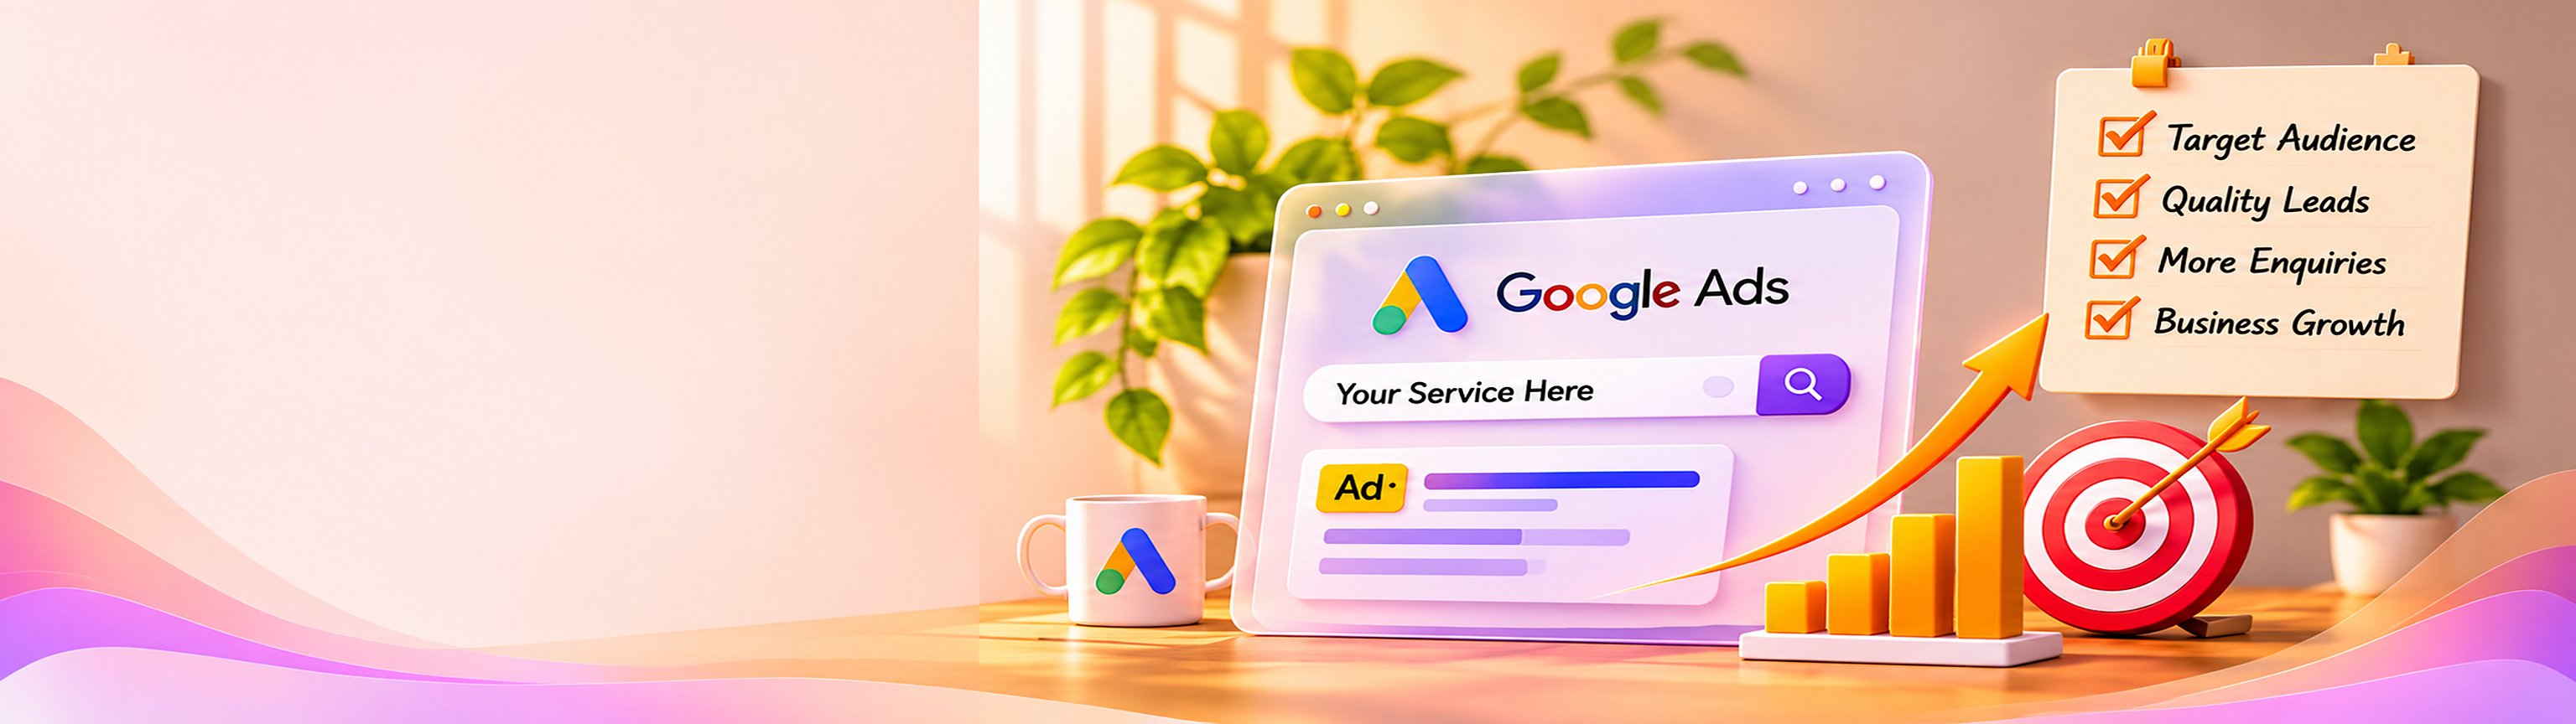 Google Ads
Your Service Here
Ad·
Target Audience
Quality Leads
More Enquiries
Business Growth